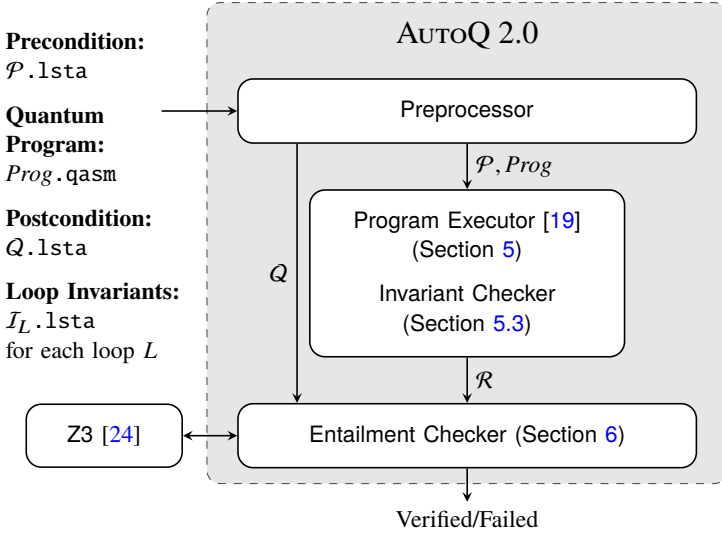 Precondition:
𝒫.lsta
Quantum
Program:
Prog.qasm
Postcondition:
𝒬.lsta
Loop Invariants:
ℐ_L.lsta
for each loop L
AUTOQ 2.0
Preprocessor
𝒫, Prog
Program Executor [19]
(Section 5)
𝒬
Invariant Checker
(Section 5.3)
ℛ
Z3 [24]
Entailment Checker (Section 6)
Verified/Failed